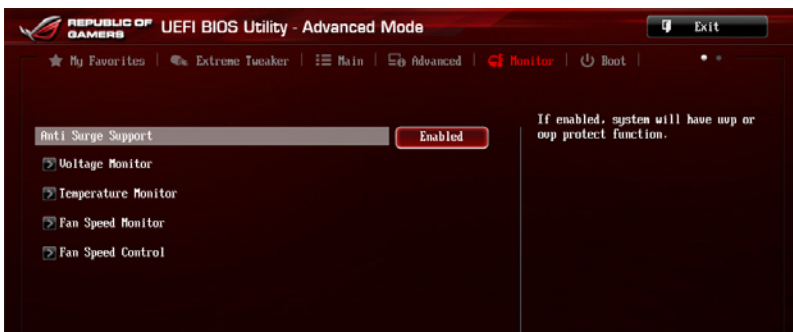 REPUBLIC OF GAMERS UEFI BIOS Utility - Advanced Mode Exit
My Favorites Extreme Tweaker Main Advanced Monitor Boot
Anti Surge Support Enabled
Voltage Monitor
Temperature Monitor
Fan Speed Monitor
Fan Speed Control
If enabled, system will have uvp or
ovp protect function.